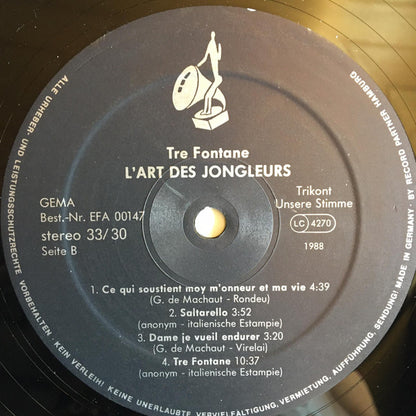 Tre Fontane
L'ART DES JONGLEURS
GEMA
Best.-Nr. EFA 00147
stereo 33/30
Seite B
Trikont
Unsere Stimme
LC 4270
1988
1. Ce qui soustient moy m'onneur et ma vie 4:39
(G. de Machaut - Rondeu)
2. Saltarello 3:52
(anonym - italienische Estampie)
3. Dame je vueil endurer 3:20
(G. de Machaut - Virelai)
4. Tre Fontane 10:37
(anonym - italienische Estampie)
ALLE URHEBER- UND LEISTUNGSSCHUTZRECHTE VORBEHALTEN · KEIN VERLEIH! KEINE UNERLAUBTE VERVIELFÄLTIGUNG, VERMIETUNG, AUFFÜHRUNG, SENDUNG! MADE IN GERMANY · BY RECORD PARTNER HAMBURG